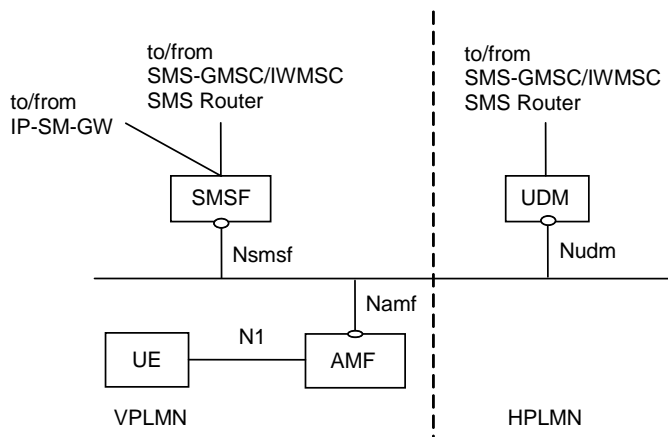 to/from
SMS-GMSC/IWMSC
SMS Router
to/from
SMS-GMSC/IWMSC
SMS Router
to/from
IP-SM-GW
SMSF
UDM
Nsmsf
Nudm
Namf
UE
N1
AMF
VPLMN
HPLMN